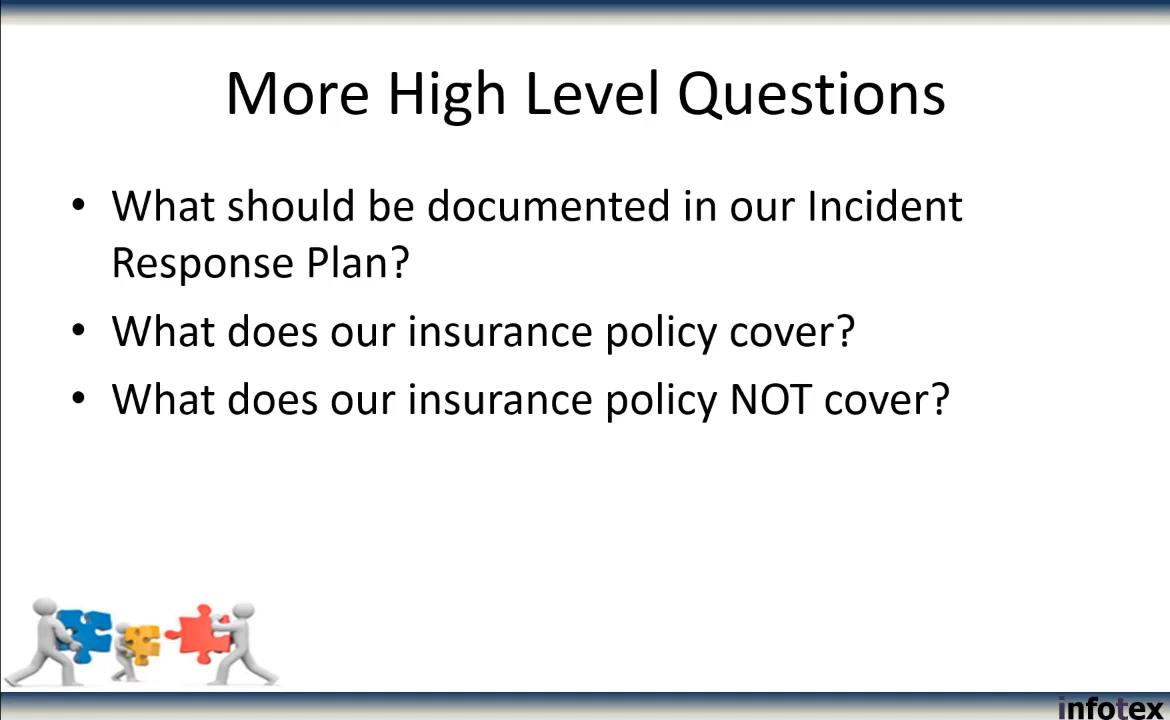 More High Level Questions
• What should be documented in our Incident
Response Plan?
• What does our insurance policy cover?
• What does our insurance policy NOT cover?
infotex